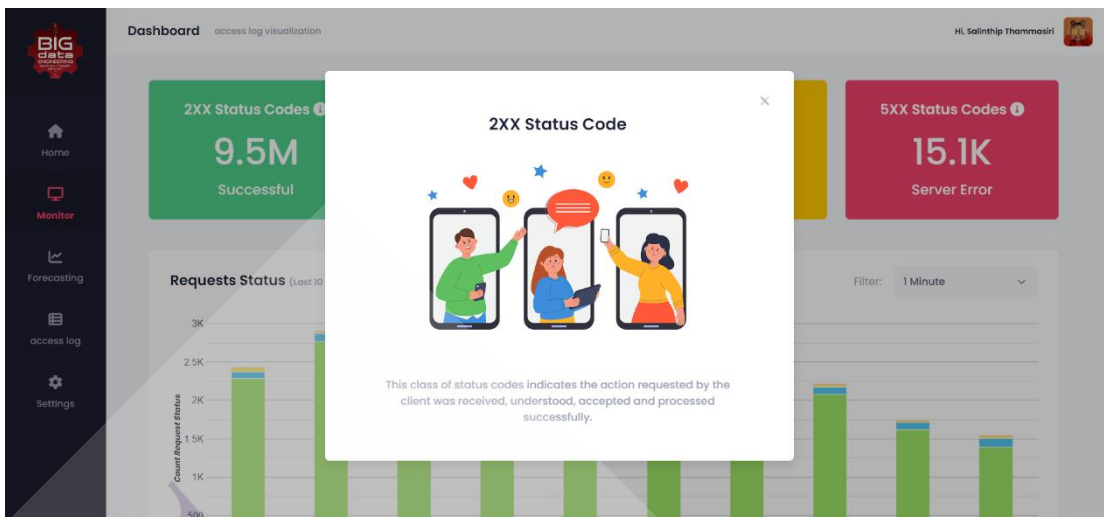 BIG
data
ENGINEERING
Dashboard access log visualization
Hi, Salinthip Thammasiri
Home
Monitor
Forecasting
access log
Settings
2XX Status Codes
9.5M
Successful
5XX Status Codes
15.1K
Server Error
Requests Status (Last 10
Filter: 1 Minute
3K
2.5K
2K
1.5K
1K
500
Count Request Status
2XX Status Code
This class of status codes indicates the action requested by the
client was received, understood, accepted and processed
successfully.